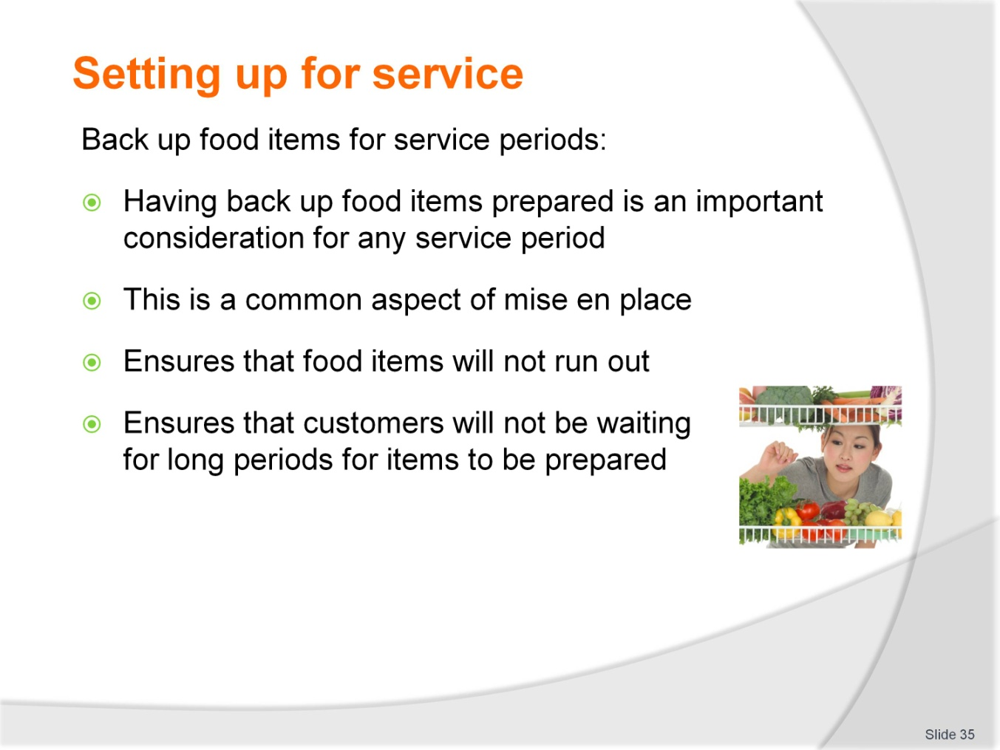 Setting up for service
Back up food items for service periods:
Having back up food items prepared is an important
consideration for any service period
This is a common aspect of mise en place
Ensures that food items will not run out
Ensures that customers will not be waiting
for long periods for items to be prepared
Slide 35